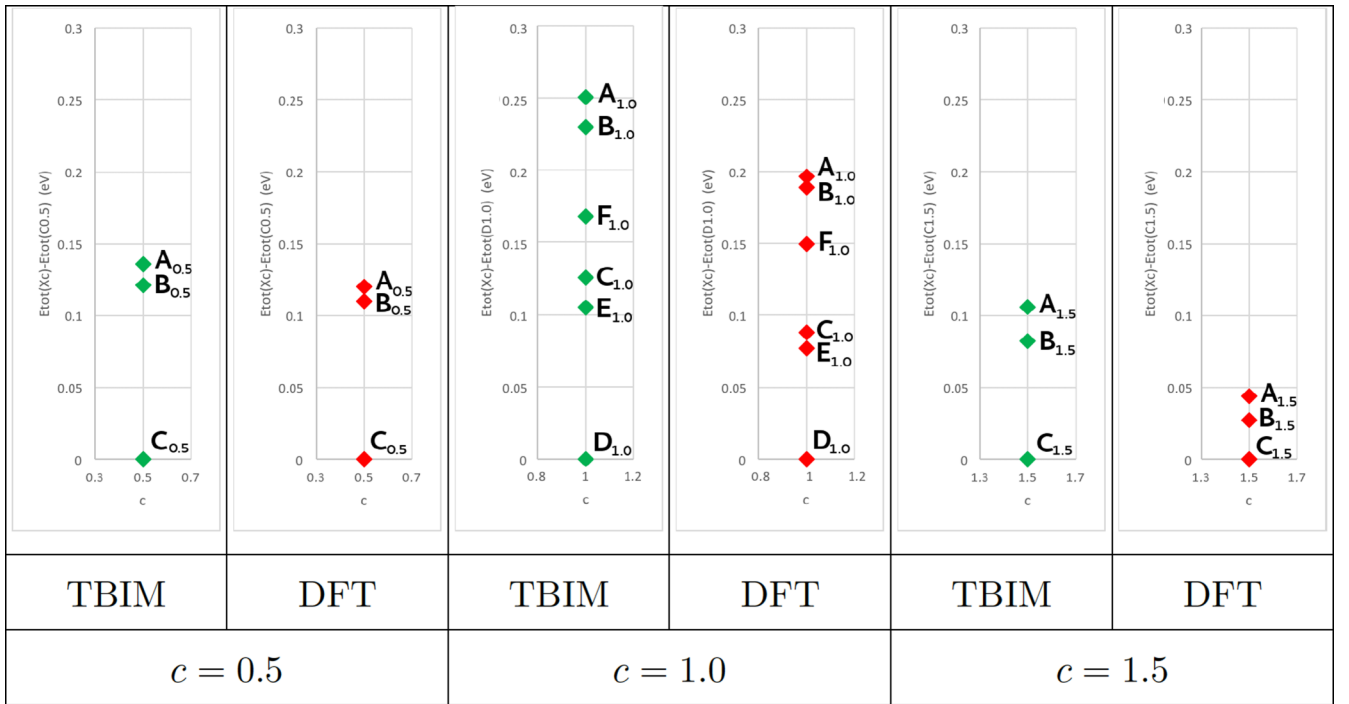 Etot(Xc)-Etot(C0.5) (eV)
0.3
0.25
0.2
0.15
0.1
0.05
0
A0.5
B0.5
C0.5
0.3 0.5 0.7
c
Etot(Xc)-Etot(C0.5) (eV)
0.3
0.25
0.2
0.15
0.1
0.05
0
A0.5
B0.5
C0.5
0.3 0.5 0.7
c
Etot(Xc)-Etot(D1.0) (eV)
0.3
0.25
0.2
0.15
0.1
0.05
0
A1.0
B1.0
F1.0
C1.0
E1.0
D1.0
0.8 1 1.2
c
Etot(Xc)-Etot(D1.0) (eV)
0.3
0.25
0.2
0.15
0.1
0.05
0
A1.0
B1.0
F1.0
C1.0
E1.0
D1.0
0.8 1 1.2
c
Etot(Xc)-Etot(C1.5) (eV)
0.3
0.25
0.2
0.15
0.1
0.05
0
A1.5
B1.5
C1.5
1.3 1.5 1.7
c
Etot(Xc)-Etot(C1.5) (eV)
0.3
0.25
0.2
0.15
0.1
0.05
0
A1.5
B1.5
C1.5
1.3 1.5 1.7
c
TBIM DFT TBIM DFT TBIM DFT
c = 0.5 c = 1.0 c = 1.5